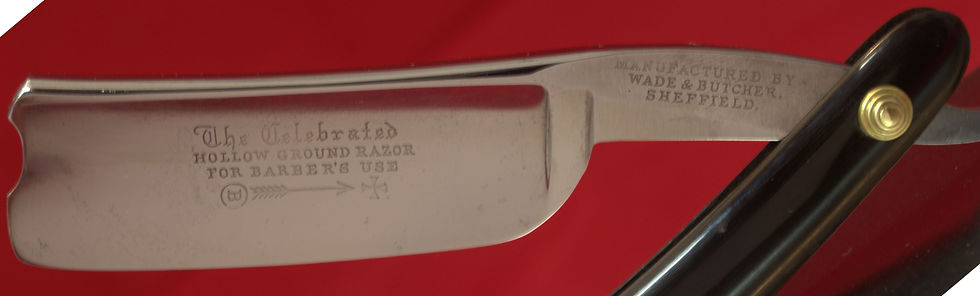 The Celebrated
HOLLOW GROUND RAZOR
FOR BARBER'S USE
B
MANUFACTURED BY
WADE & BUTCHER,
SHEFFIELD.